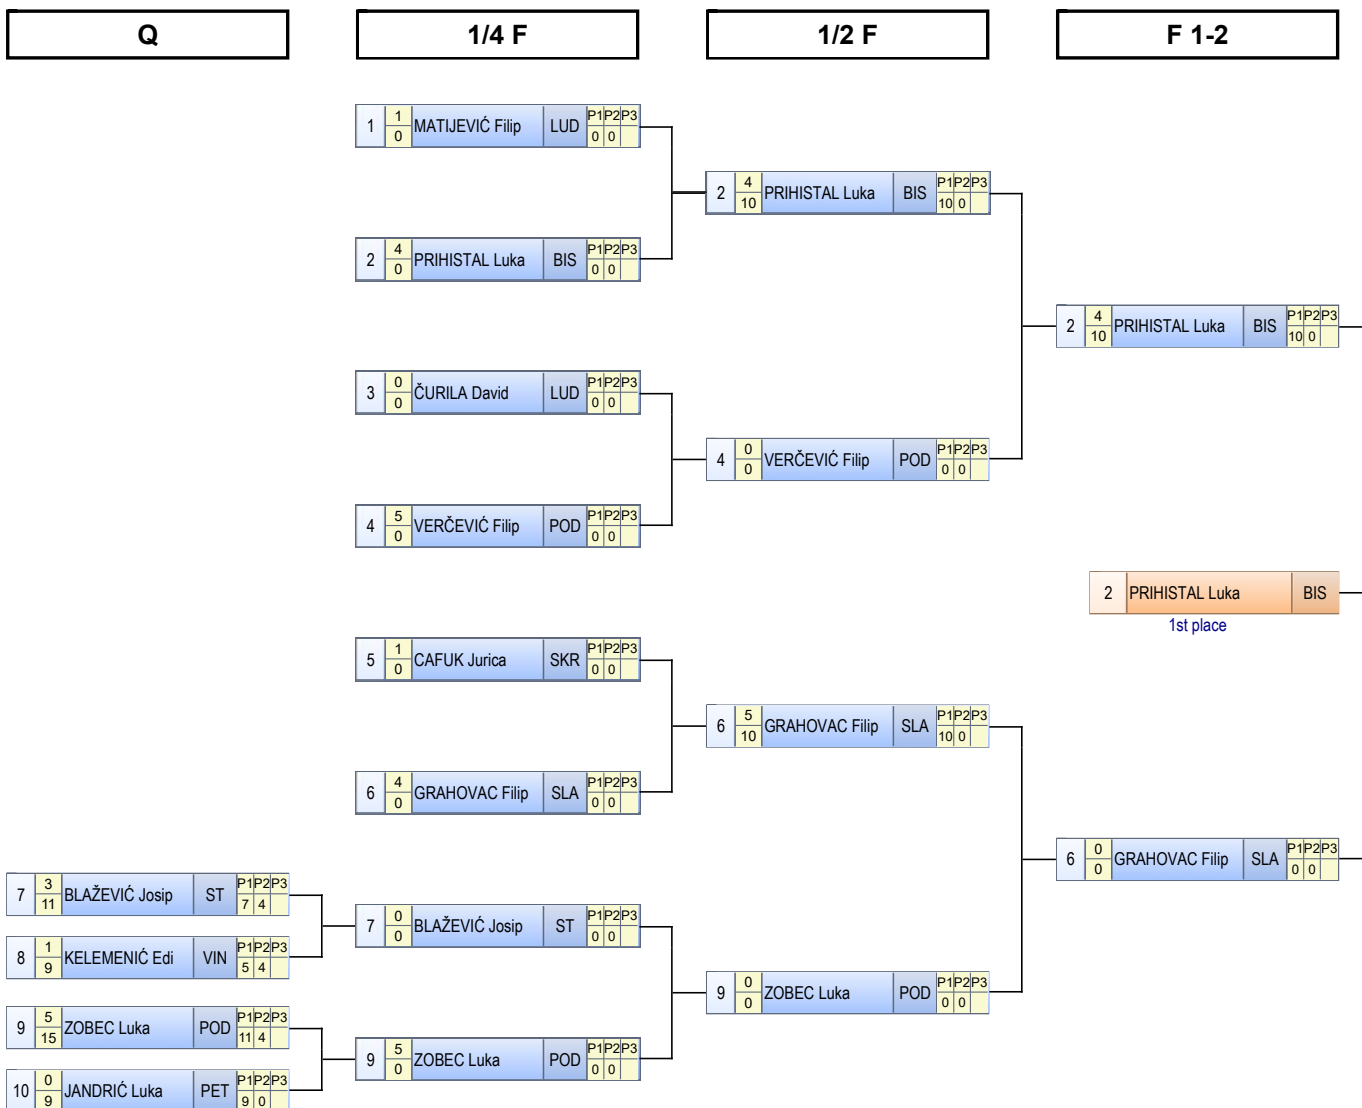 Q
1/4 F
1/2 F
F 1-2
1 1 0 MATIJEVIĆ Filip LUD P1 P2 P3 0 0
2 4 10 PRIHISTAL Luka BIS P1 P2 P3 10 0
2 4 0 PRIHISTAL Luka BIS P1 P2 P3 0 0
2 4 10 PRIHISTAL Luka BIS P1 P2 P3 10 0
3 0 0 ČURILA David LUD P1 P2 P3 0 0
4 0 0 VERČEVIĆ Filip POD P1 P2 P3 0 0
4 5 0 VERČEVIĆ Filip POD P1 P2 P3 0 0
2 PRIHISTAL Luka BIS
1st place
5 1 0 CAFUK Jurica SKR P1 P2 P3 0 0
6 5 10 GRAHOVAC Filip SLA P1 P2 P3 10 0
6 4 0 GRAHOVAC Filip SLA P1 P2 P3 0 0
6 0 0 GRAHOVAC Filip SLA P1 P2 P3 0 0
7 3 11 BLAŽEVIĆ Josip ST P1 P2 P3 7 4
7 0 0 BLAŽEVIĆ Josip ST P1 P2 P3 0 0
8 1 9 KELEMENIĆ Edi VIN P1 P2 P3 5 4
9 0 0 ZOBEC Luka POD P1 P2 P3 0 0
9 5 15 ZOBEC Luka POD P1 P2 P3 11 4
9 5 0 ZOBEC Luka POD P1 P2 P3 0 0
10 0 9 JANDRIĆ Luka PET P1 P2 P3 9 0